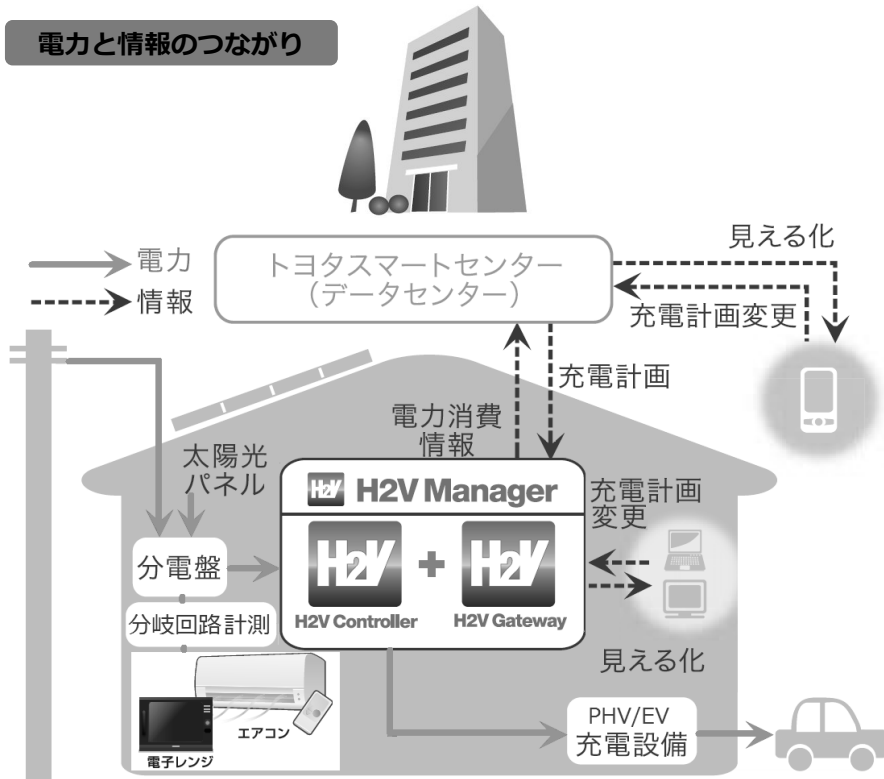 電力と情報のつながり
電力
情報
トヨタスマートセンター
（データセンター）
見える化
充電計画変更
充電計画
電力消費
情報
太陽光
パネル
H2V H2V Manager
充電計画
変更
H2V + H2V
H2V Controller
H2V Gateway
分電盤
分岐回路計測
見える化
エアコン
電子レンジ
PHV/EV
充電設備